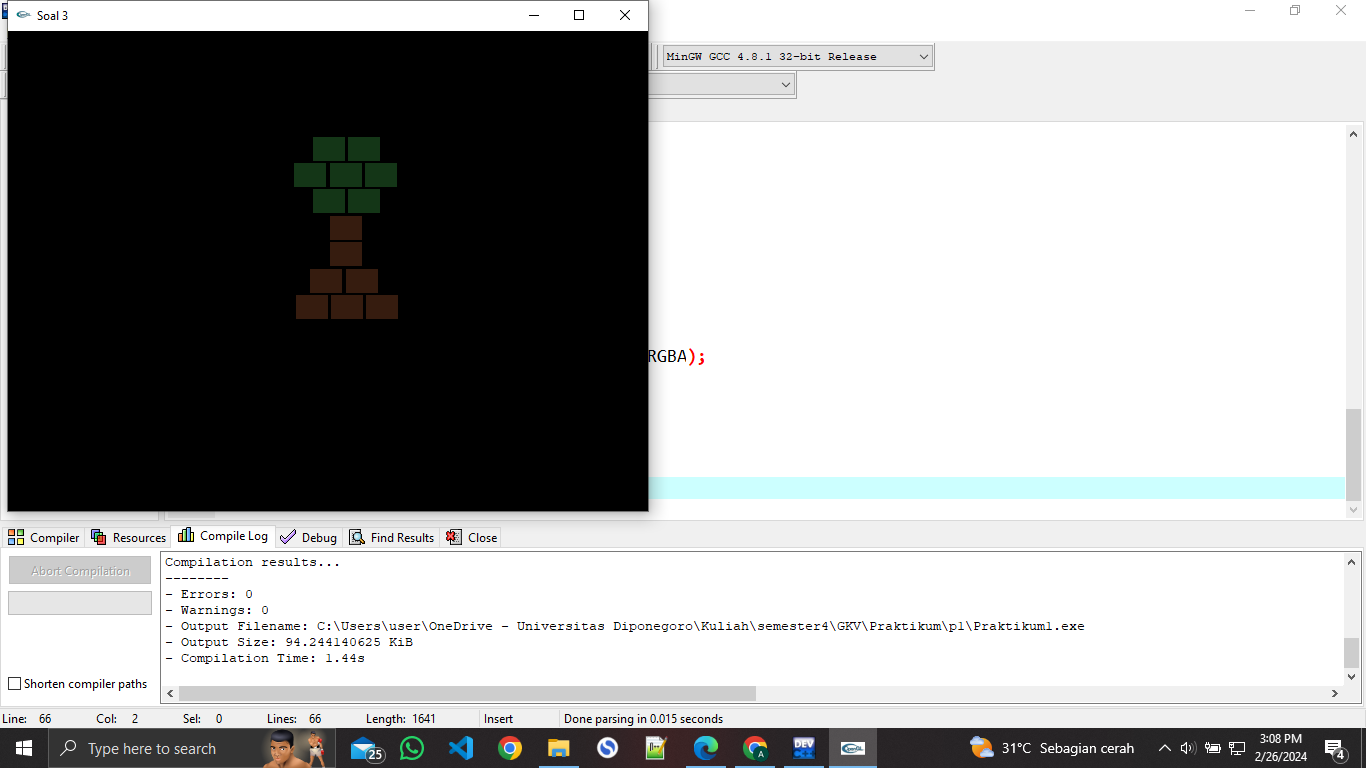 Soal 3
MinGW GCC 4.8.1 32-bit Release
RGBA);
Compiler
Resources
Compile Log
Debug
Find Results
Close
Abort Compilation
Shorten compiler paths
Compilation results...
--------
- Errors: 0
- Warnings: 0
- Output Filename: C:\Users\user\OneDrive - Universitas Diponegoro\Kuliah\semester4\GKV\Praktikum\p1\Praktikum1.exe
- Output Size: 94.244140625 KiB
- Compilation Time: 1.44s
Line: 66 Col: 2 Sel: 0 Lines: 66 Length: 1641 Insert Done parsing in 0.015 seconds
Type here to search
25
DEV
31°C Sebagian cerah
3:08 PM
2/26/2024
4